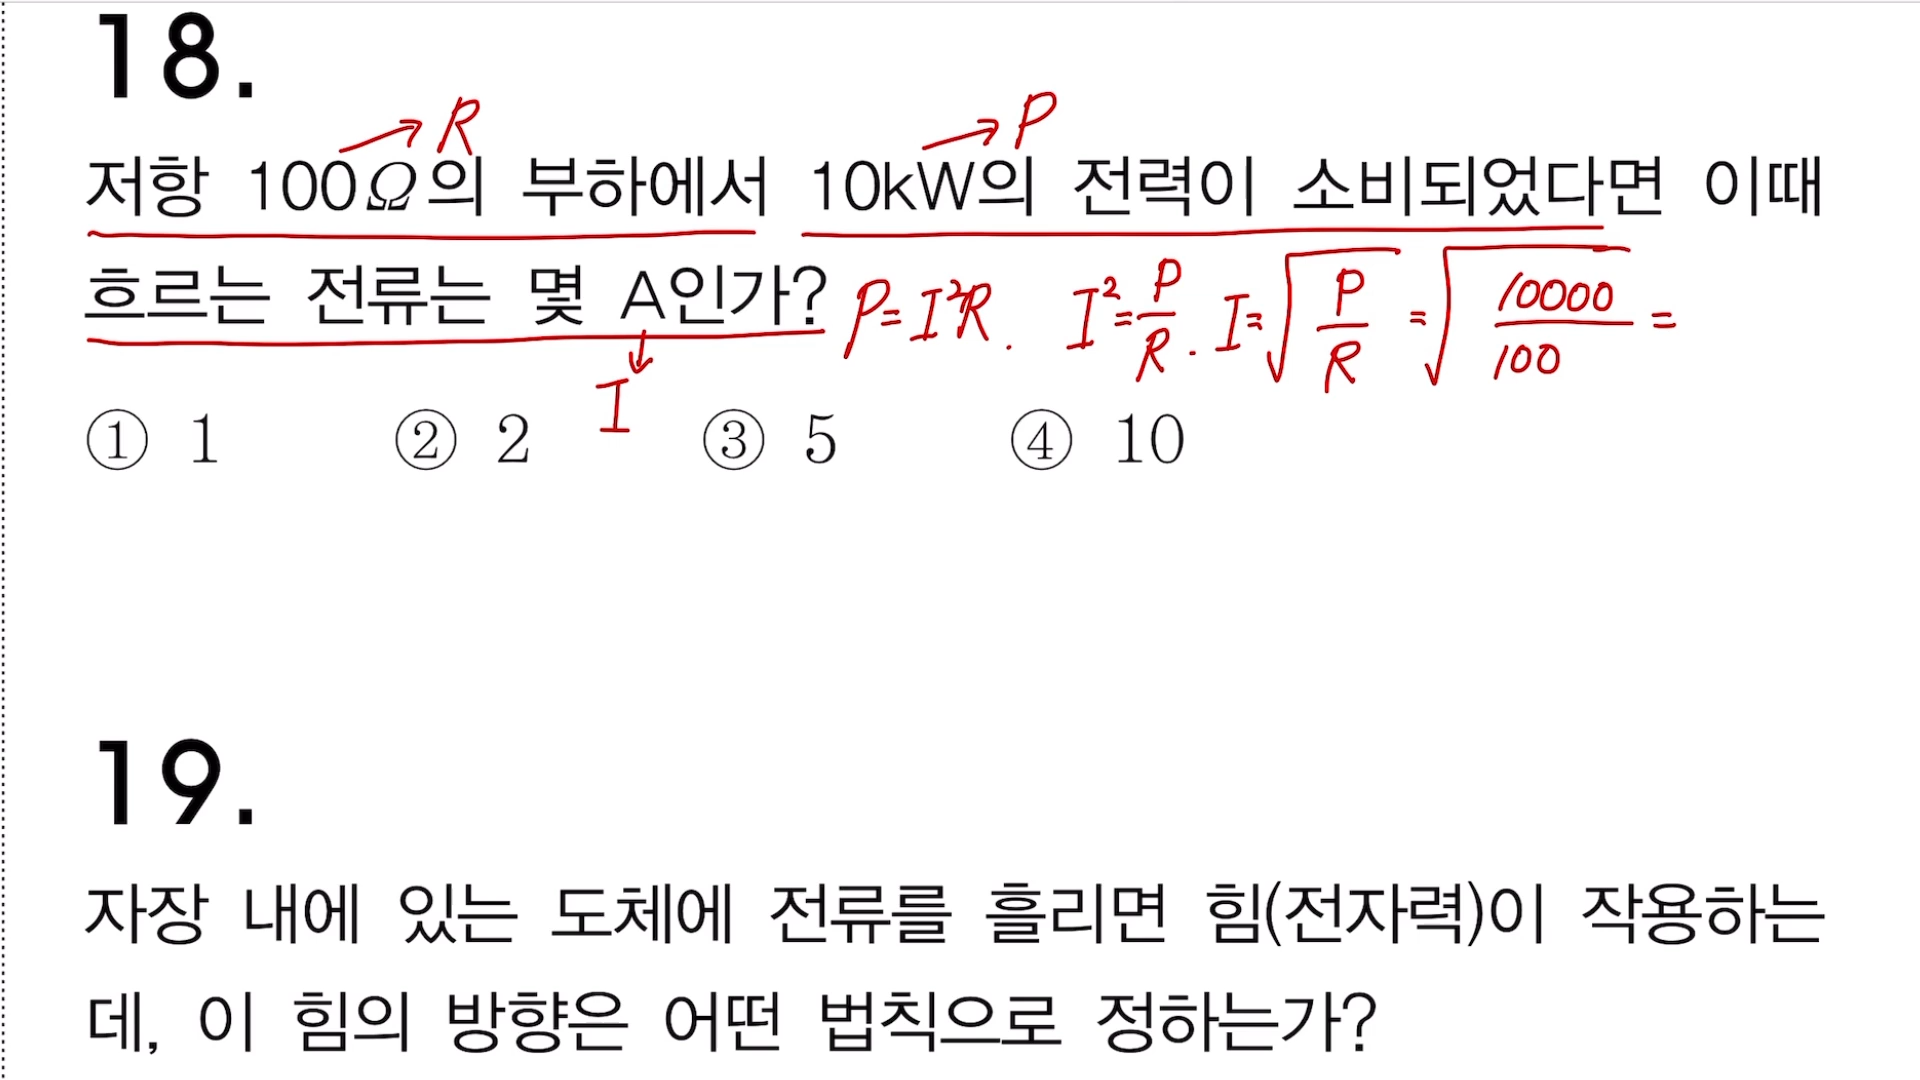 18.
R P
저항 100Ω의 부하에서 10kW의 전력이 소비되었다면 이때
흐르는 전류는 몇 A인가? P=I²R. I²=P/R. I=√(P/R) =√(10000/100) =
I
① 1 ② 2 ③ 5 ④ 10
19.
자장 내에 있는 도체에 전류를 흘리면 힘(전자력)이 작용하는
데, 이 힘의 방향은 어떤 법칙으로 정하는가?